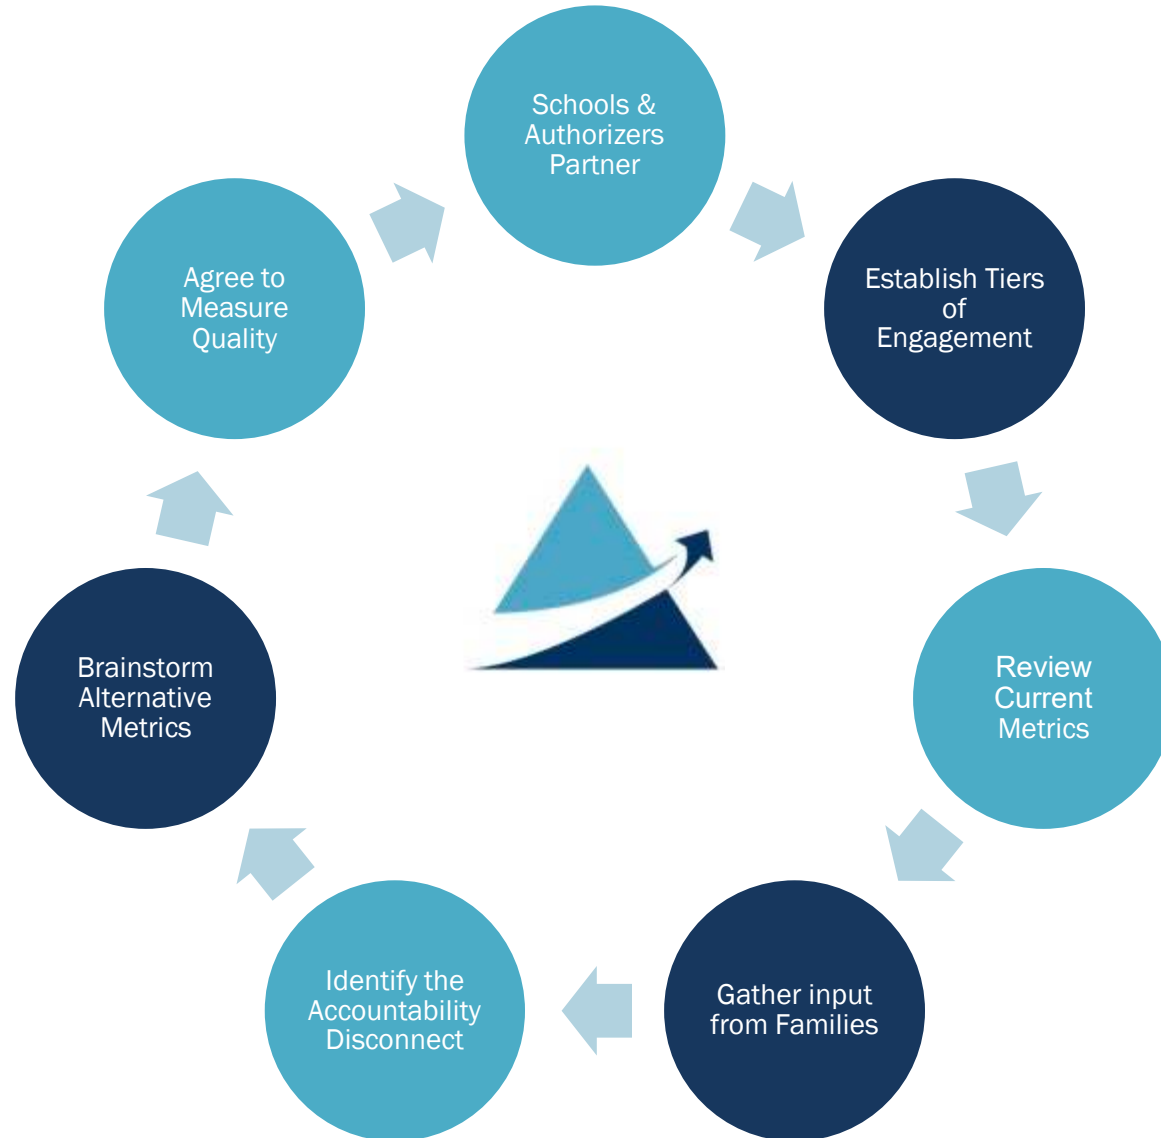 Schools &
Authorizers
Partner
Establish Tiers
of
Engagement
Review
Current
Metrics
Gather input
from Families
Identify the
Accountability
Disconnect
Brainstorm
Alternative
Metrics
Agree to
Measure
Quality